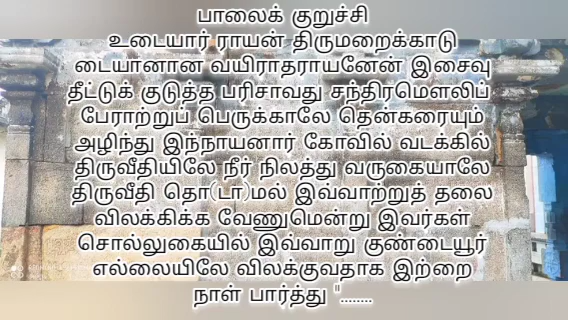 பாலைக் குறுச்சி
உடையார் ராயன் திருமறைக்காடு
டையானான வயிராதராயனேன் இசைவு
தீட்டுக் குடுத்த பரிசாவது சந்திரமௌலிப்
பேராற்றுப் பெருக்காலே தென்கரையும்
அழிந்து இந்நாயனார் கோவில் வடக்கில்
திருவீதியிலே நீர் நிலத்து வருகையாலே
திருவீதி தொ(டா)மல் இவ்வாற்றுத் தலை
விலக்கிக்க வேணுமென்று இவர்கள்
சொல்லுகையில் இவ்வாறு குண்டையூர்
எல்லையிலே விலக்குவதாக இற்றை
நாள் பார்த்து "........